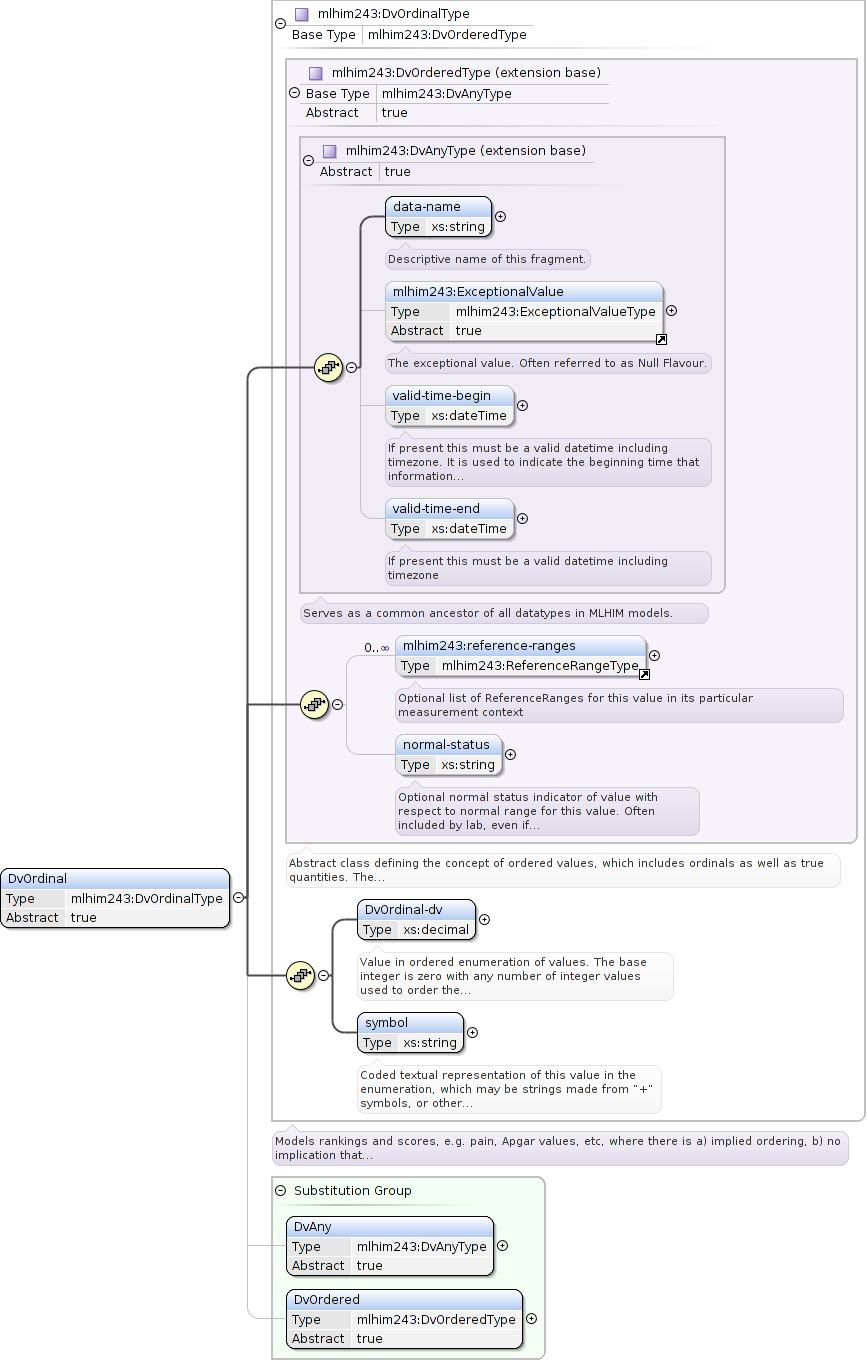 mlhim243:DvOrdinalType
Base Type mlhim243:DvOrderedType
mlhim243:DvOrderedType (extension base)
Base Type mlhim243:DvAnyType
Abstract true
mlhim243:DvAnyType (extension base)
Abstract true
data-name
Type xs:string
Descriptive name of this fragment.
mlhim243:ExceptionalValue
Type mlhim243:ExceptionalValueType
Abstract true
The exceptional value. Often referred to as Null Flavour.
valid-time-begin
Type xs:dateTime
If present this must be a valid datetime including
timezone. It is used to indicate the beginning time that
information...
valid-time-end
Type xs:dateTime
If present this must be a valid datetime including
timezone
Serves as a common ancestor of all datatypes in MLHIM models.
0..∞
mlhim243:reference-ranges
Type mlhim243:ReferenceRangeType
Optional list of ReferenceRanges for this value in its particular
measurement context
normal-status
Type xs:string
Optional normal status indicator of value with
respect to normal range for this value. Often
included by lab, even if...
Abstract class defining the concept of ordered values, which includes ordinals as well as true
quantities. The...
DvOrdinal
Type mlhim243:DvOrdinalType
Abstract true
DvOrdinal-dv
Type xs:decimal
Value in ordered enumeration of values. The base
integer is zero with any number of integer values
used to order the...
symbol
Type xs:string
Coded textual representation of this value in the
enumeration, which may be strings made from "+"
symbols, or other...
Models rankings and scores, e.g. pain, Apgar values, etc, where there is a) implied ordering, b) no
implication that...
Substitution Group
DvAny
Type mlhim243:DvAnyType
Abstract true
DvOrdered
Type mlhim243:DvOrderedType
Abstract true